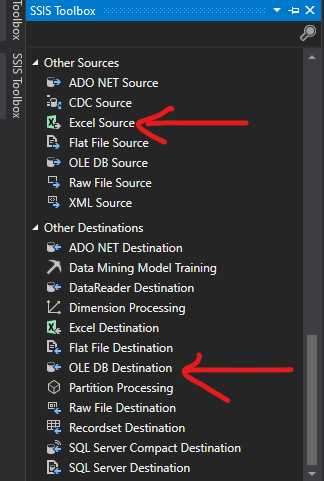 Toolbox
SSIS Toolbox
SSIS Toolbox
Other Sources
ADO NET Source
CDC Source
Excel Source
Flat File Source
OLE DB Source
Raw File Source
XML Source
Other Destinations
ADO NET Destination
Data Mining Model Training
DataReader Destination
Dimension Processing
Excel Destination
Flat File Destination
OLE DB Destination
Partition Processing
Raw File Destination
Recordset Destination
SQL Server Compact Destination
SQL Server Destination